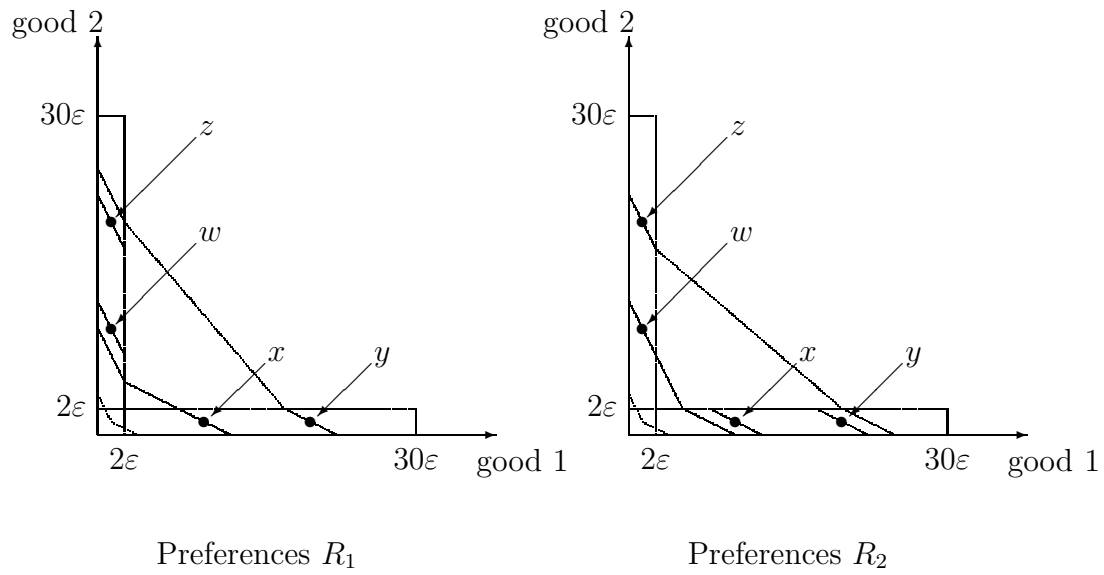 good 2
30ε
z
w
x
y
2ε
2ε
30ε
good 1
Preferences R₁
good 2
30ε
z
w
x
y
2ε
2ε
30ε
good 1
Preferences R₂